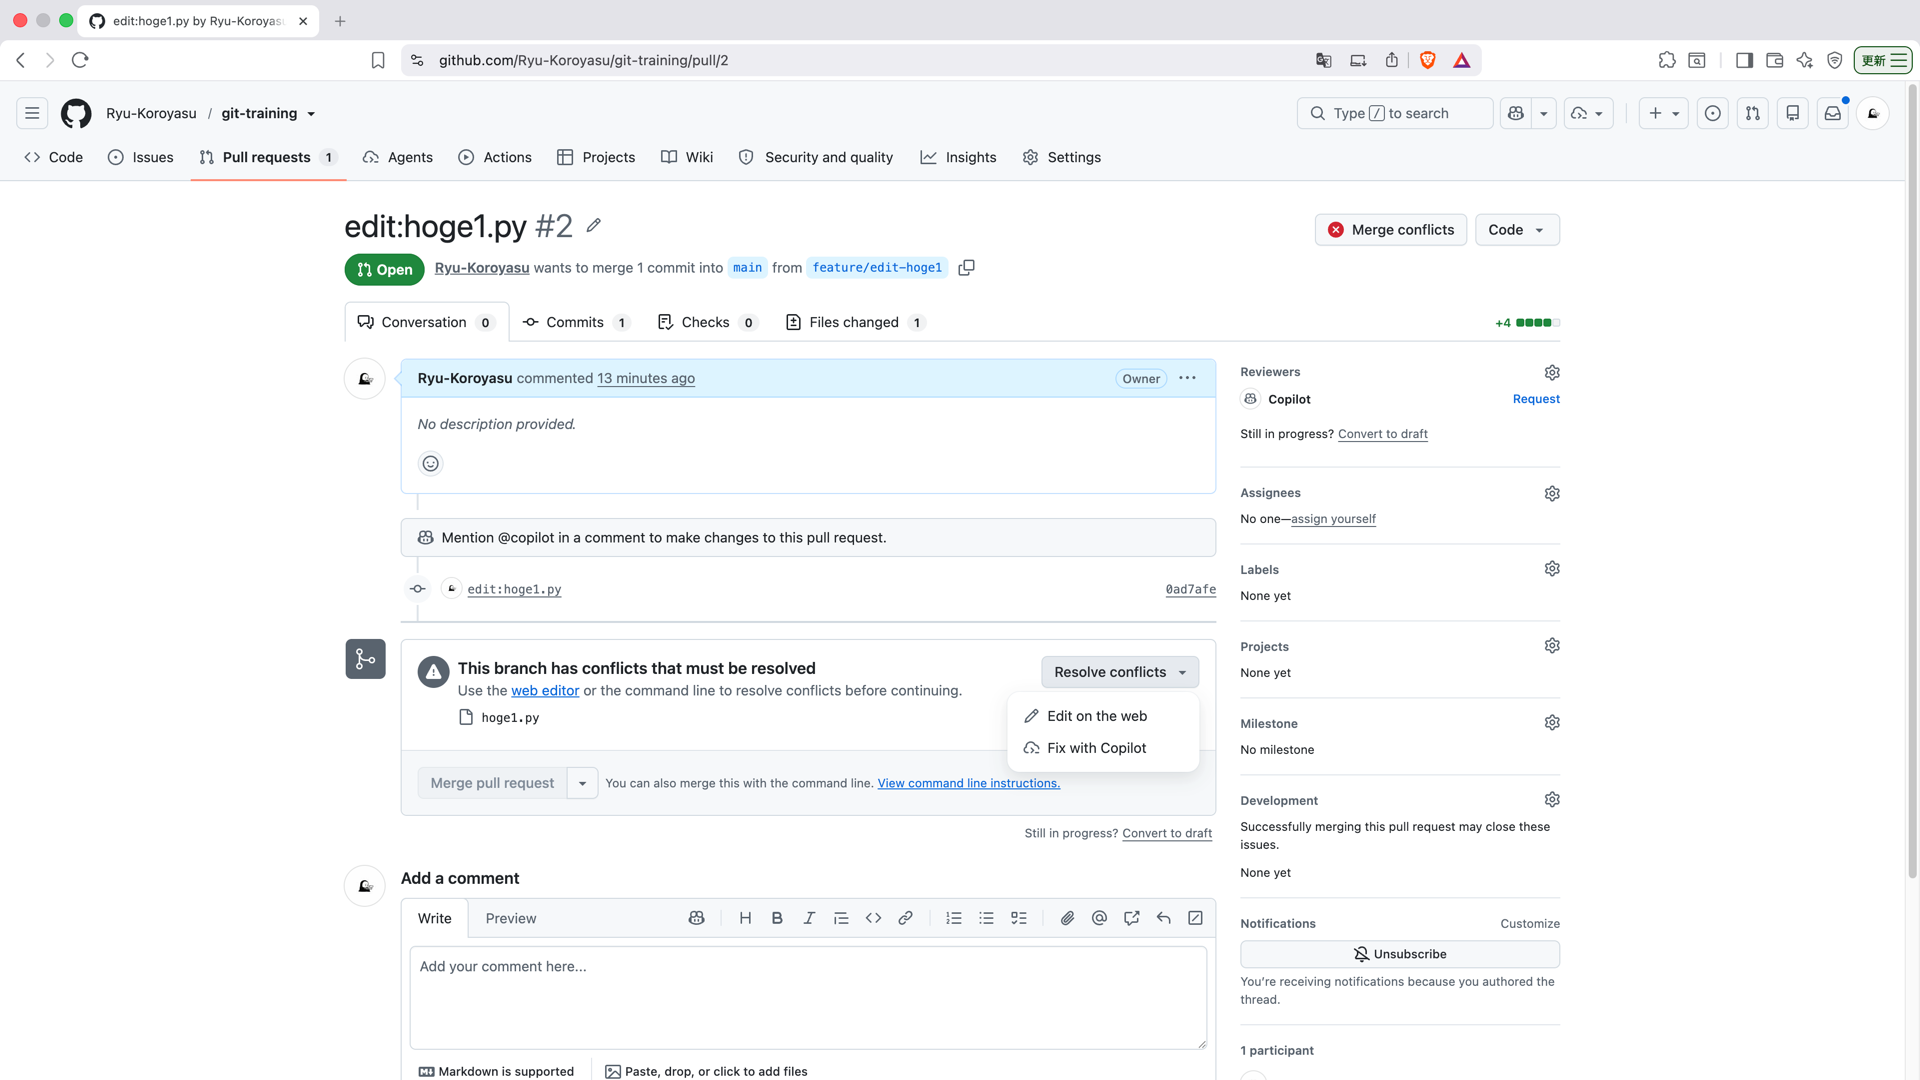 edit:hoge1.py by Ryu-Koroyasu
github.com/Ryu-Koroyasu/git-training/pull/2
更新
Ryu-Koroyasu / git-training
Type / to search
Code
Issues
Pull requests 1
Agents
Actions
Projects
Wiki
Security and quality
Insights
Settings
edit:hoge1.py #2
Merge conflicts
Code
Open
Ryu-Koroyasu wants to merge 1 commit into main from feature/edit-hoge1
Conversation 0
Commits 1
Checks 0
Files changed 1
+4
Ryu-Koroyasu commented 13 minutes ago
Owner
No description provided.
Mention @copilot in a comment to make changes to this pull request.
edit:hoge1.py
0ad7afe
This branch has conflicts that must be resolved
Use the web editor or the command line to resolve conflicts before continuing.
hoge1.py
Resolve conflicts
Edit on the web
Fix with Copilot
Merge pull request
You can also merge this with the command line. View command line instructions.
Still in progress? Convert to draft
Add a comment
Write
Preview
Add your comment here...
Markdown is supported
Paste, drop, or click to add files
Reviewers
Copilot
Request
Still in progress? Convert to draft
Assignees
No one—assign yourself
Labels
None yet
Projects
None yet
Milestone
No milestone
Development
Successfully merging this pull request may close these
issues.
None yet
Notifications
Customize
Unsubscribe
You're receiving notifications because you authored the
thread.
1 participant